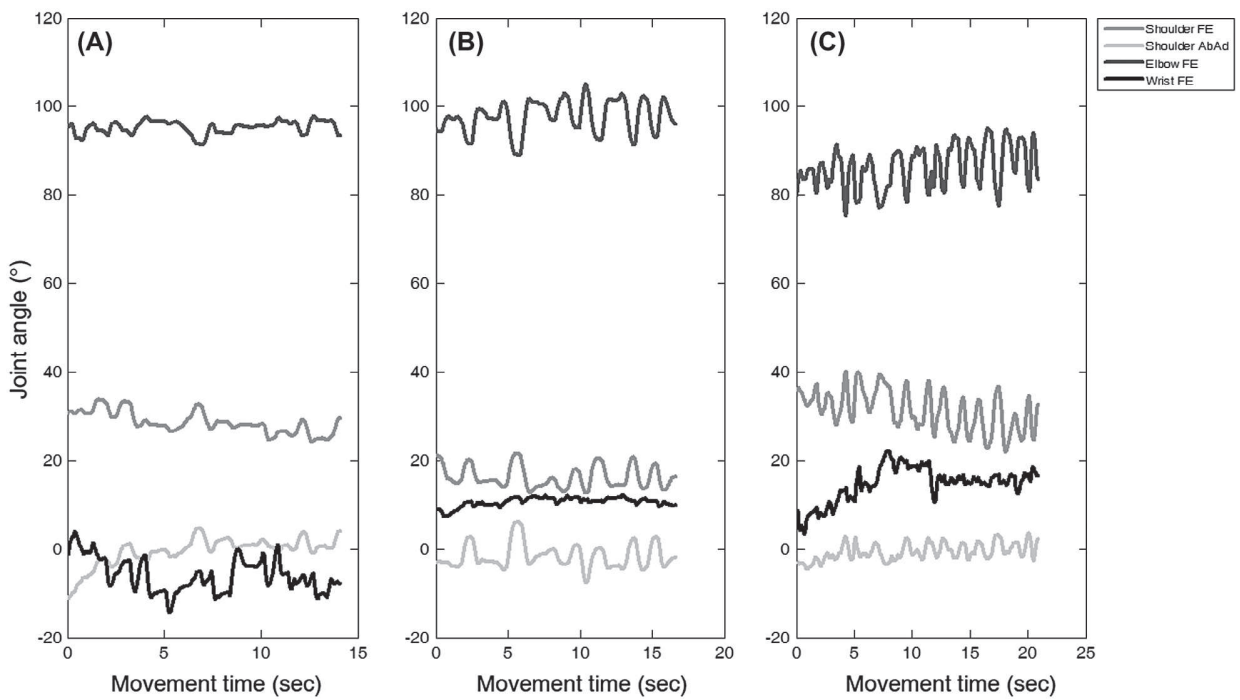 (A)
(B)
(C)
Shoulder FE
Shoulder AbAd
Elbow FE
Wrist FE
Joint angle (°)
120
100
80
60
40
20
0
-20
0 5 10 15
Movement time (sec)
120
100
80
60
40
20
0
-20
0 5 10 15 20
Movement time (sec)
120
100
80
60
40
20
0
-20
0 5 10 15 20 25
Movement time (sec)